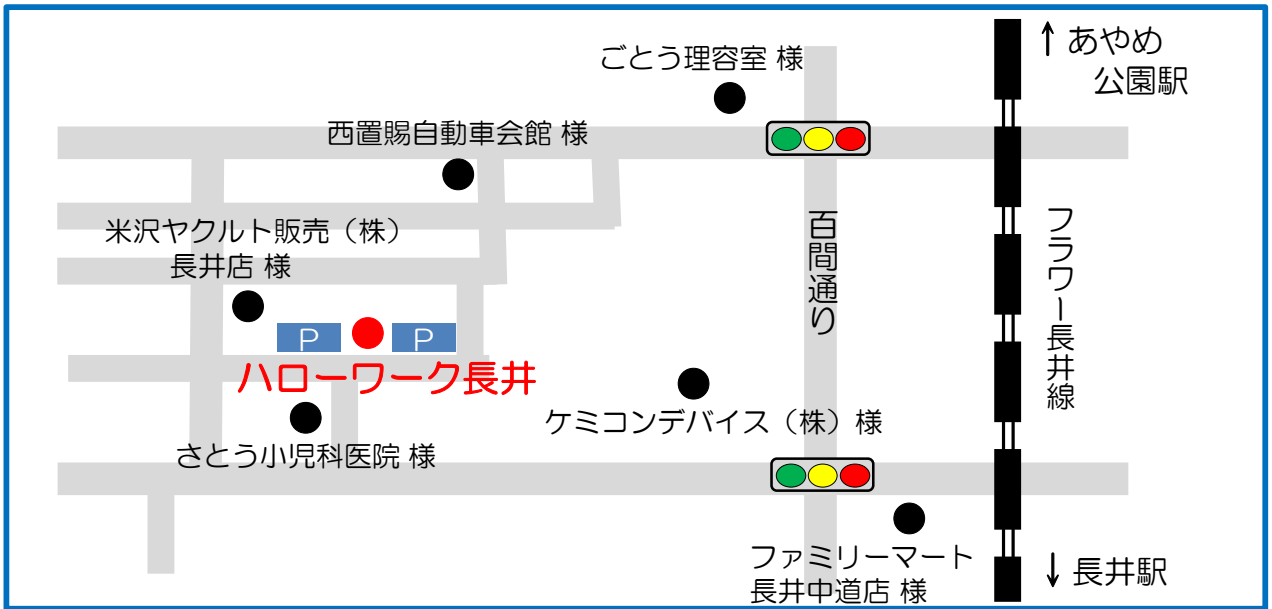 ↑ あやめ
公園駅
ごとう理容室 様
西置賜自動車会館 様
米沢ヤクルト販売（株）
長井店 様
百間通り
フラワー長井線
P
P
ハローワーク長井
ケミコンデバイス（株）様
さとう小児科医院 様
ファミリーマート
長井中道店 様
↓ 長井駅